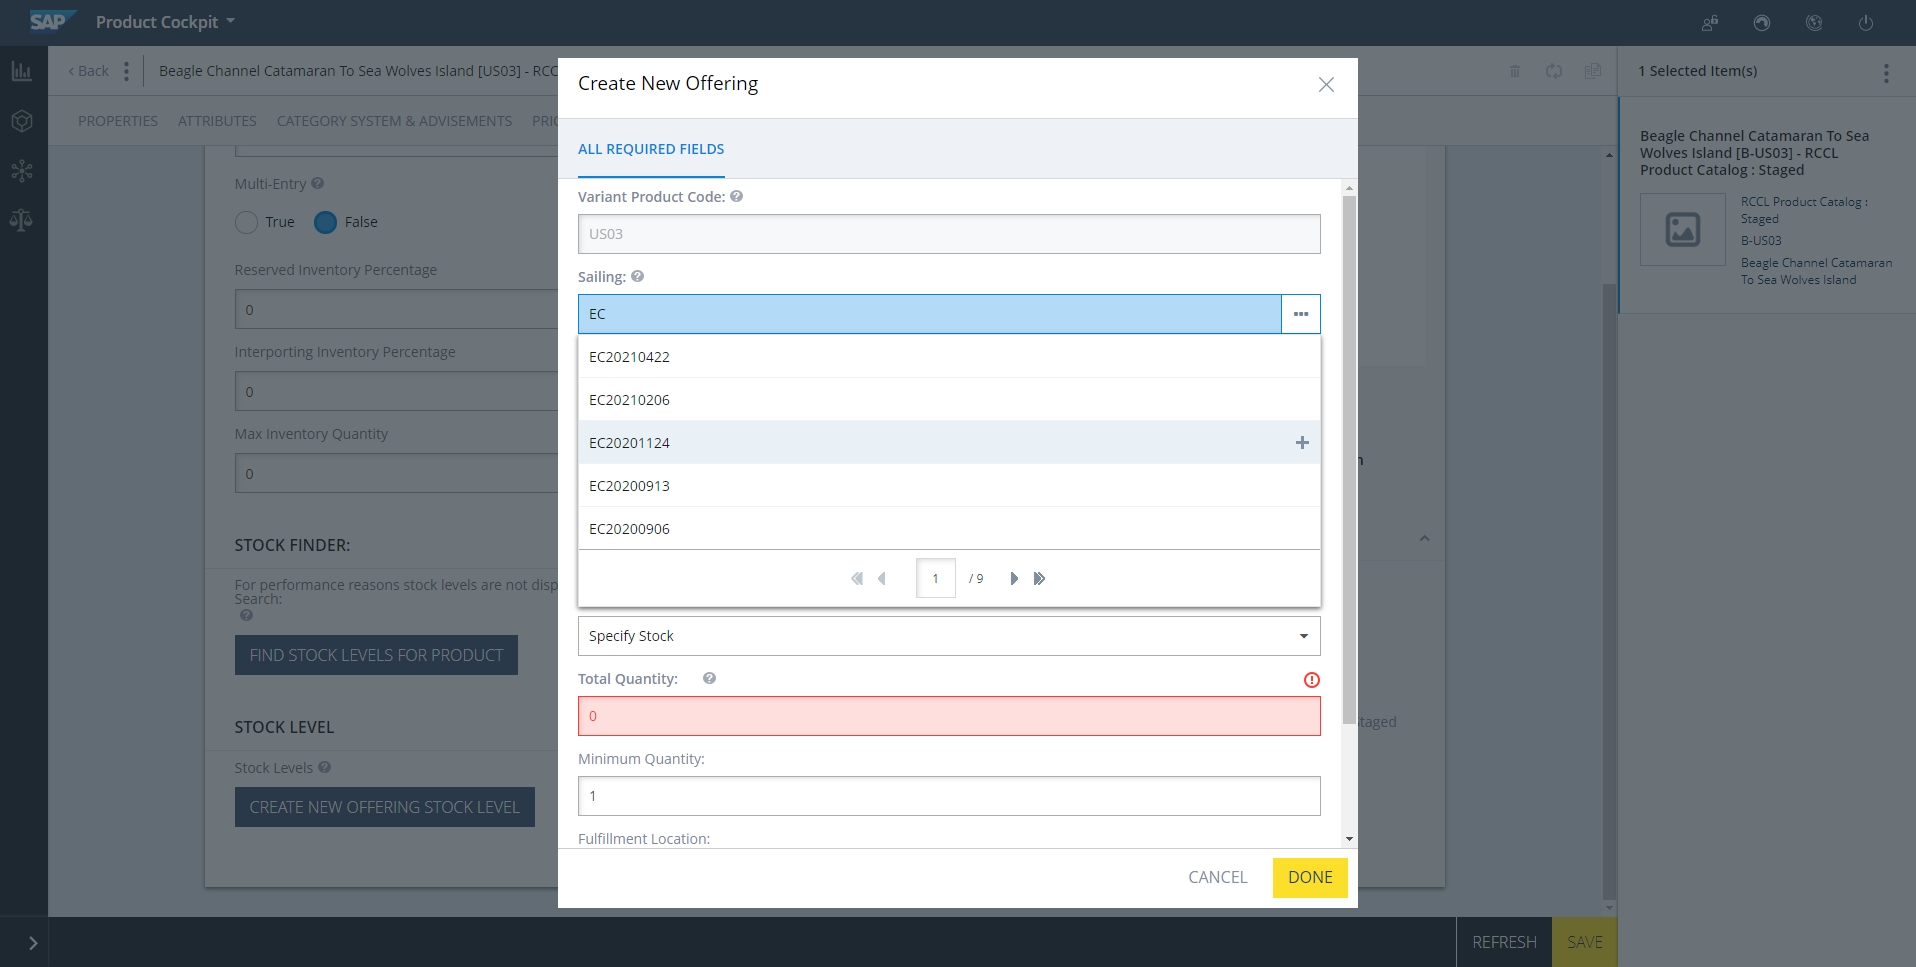 SAP Product Cockpit
Back
Beagle Channel Catamaran To Sea Wolves Island [US03] - RCC
PROPERTIES ATTRIBUTES CATEGORY SYSTEM & ADVISEMENTS PRIC
Multi-Entry
True False
Reserved Inventory Percentage
0
Interporting Inventory Percentage
0
Max Inventory Quantity
0
STOCK FINDER:
For performance reasons stock levels are not disp
Search:
FIND STOCK LEVELS FOR PRODUCT
STOCK LEVEL
Stock Levels
CREATE NEW OFFERING STOCK LEVEL
Create New Offering
ALL REQUIRED FIELDS
Variant Product Code:
US03
Sailing:
EC
EC20210422
EC20210206
EC20201124
EC20200913
EC20200906
1 / 9
Specify Stock
Total Quantity:
0
Minimum Quantity:
1
Fulfillment Location:
CANCEL DONE
n
Staged
1 Selected Item(s)
Beagle Channel Catamaran To Sea
Wolves Island [B-US03] - RCCL
Product Catalog : Staged
RCCL Product Catalog :
Staged
B-US03
Beagle Channel Catamaran
To Sea Wolves Island
REFRESH SAVE